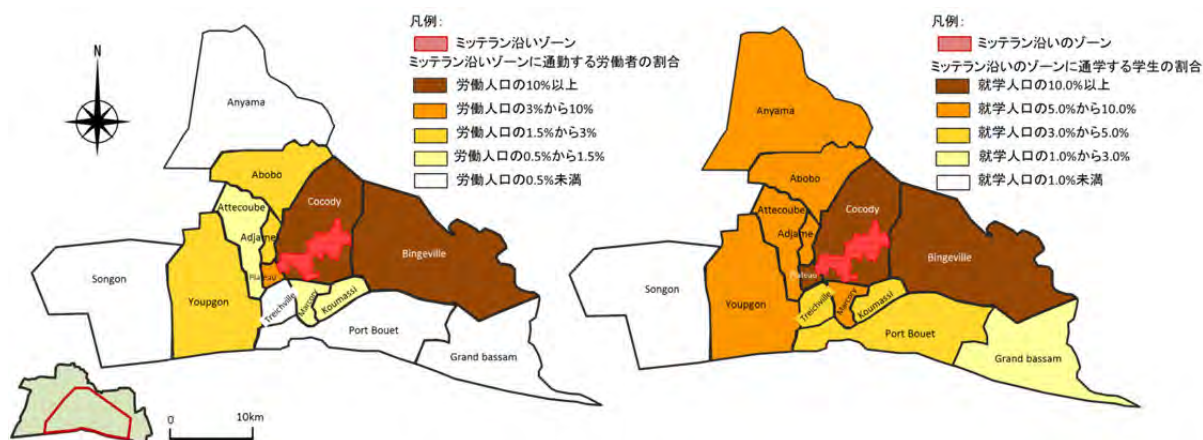 凡例:
ミッテラン沿いゾーン
ミッテラン沿いゾーンに通勤する労働者の割合
労働人口の10%以上
労働人口の3%から10%
労働人口の1.5%から3%
労働人口の0.5%から1.5%
労働人口の0.5%未満
N
Anyama
Abobo
Cocody
Attecoube
Adjame
Bingeville
Songon
Plateau
Youpgon
Treichville
Marcory
Koumassi
Port Bouet
Grand bassam
0 10km
凡例:
ミッテラン沿いのゾーン
ミッテラン沿いのゾーンに通学する学生の割合
就学人口の10.0%以上
就学人口の5.0%から10.0%
就学人口の3.0%から5.0%
就学人口の1.0%から3.0%
就学人口の1.0%未満
Anyama
Abobo
Cocody
Attecoube
Adjame
Bingeville
Songon
Plateau
Youpgon
Treichville
Marcory
Koumassi
Port Bouet
Grand bassam